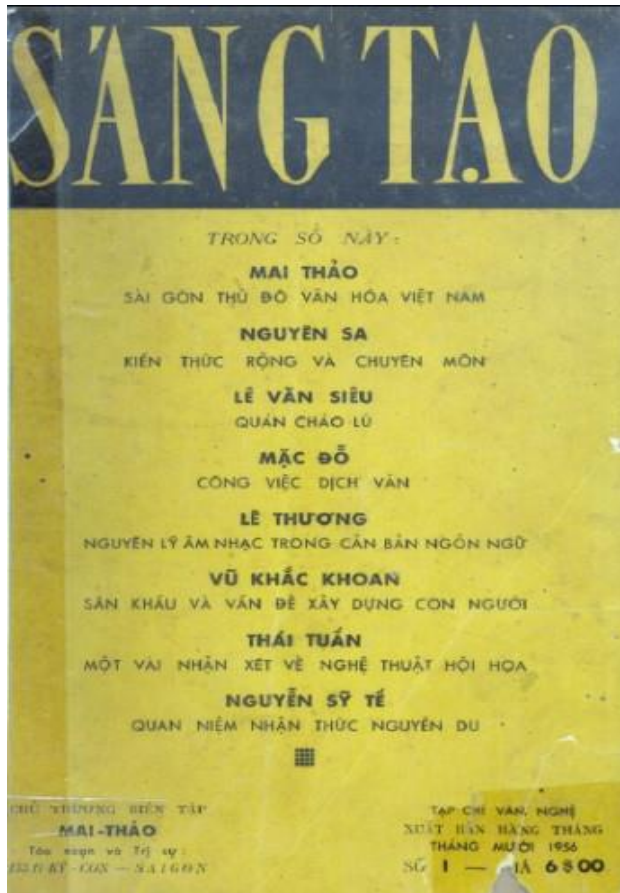 SÁNG TẠO
TRONG SỐ NÀY:
MAI THẢO
SÀI GÒN THỦ ĐÔ VĂN HÓA VIỆT NAM
NGUYÊN SA
KIẾN THỨC RỘNG VÀ CHUYÊN MÔN
LÊ VĂN SIÊU
QUÁN CHÁO LÚ
MẶC ĐỖ
CÔNG VIỆC DỊCH VĂN
LÊ THƯƠNG
NGUYÊN LÝ ÂM NHẠC TRONG CĂN BẢN NGÔN NGỮ
VŨ KHẮC KHOAN
SÂN KHẤU VÀ VẤN ĐỀ XÂY DỰNG CON NGƯỜI
THÁI TUẤN
MỘT VÀI NHẬN XÉT VỀ NGHỆ THUẬT HỘI HỌA
NGUYỄN SỸ TẾ
QUAN NIỆM NHÂN THỨC NGUYỄN DU
CHỦ TRƯƠNG BIÊN TẬP
MAI-THẢO
Tòa soạn và Trị sự:
KÝ-CON — SAIGON
TẠP CHÍ VĂN, NGHỆ
XUẤT BẢN HÀNG THÁNG
THÁNG MƯỜI 1956
SỐ 1 — GIÁ 6$00